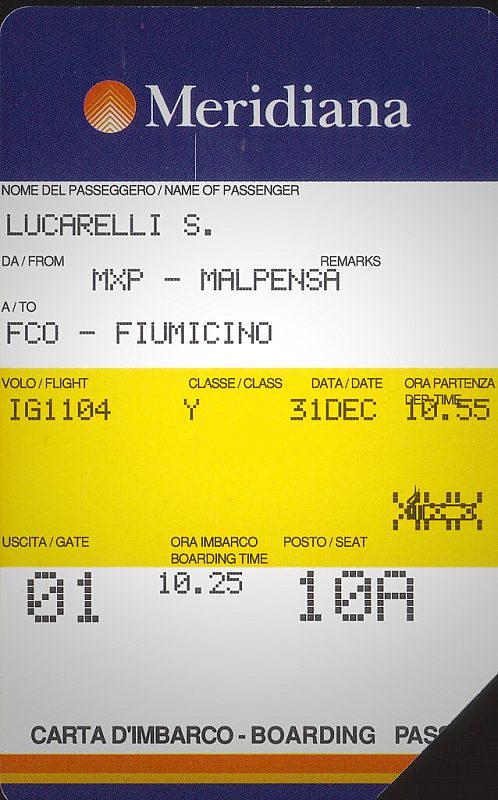 Meridiana
NOME DEL PASSEGGERO / NAME OF PASSENGER
LUCARELLI S.
DA / FROM REMARKS
MXP - MALPENSA
A / TO
FCO - FIUMICINO
VOLO / FLIGHT CLASSE / CLASS DATA / DATE ORA PARTENZA
DEP. TIME
IG1104 Y 31DEC 10.55
USCITA / GATE ORA IMBARCO POSTO / SEAT
BOARDING TIME
01 10.25 10A
CARTA D'IMBARCO - BOARDING